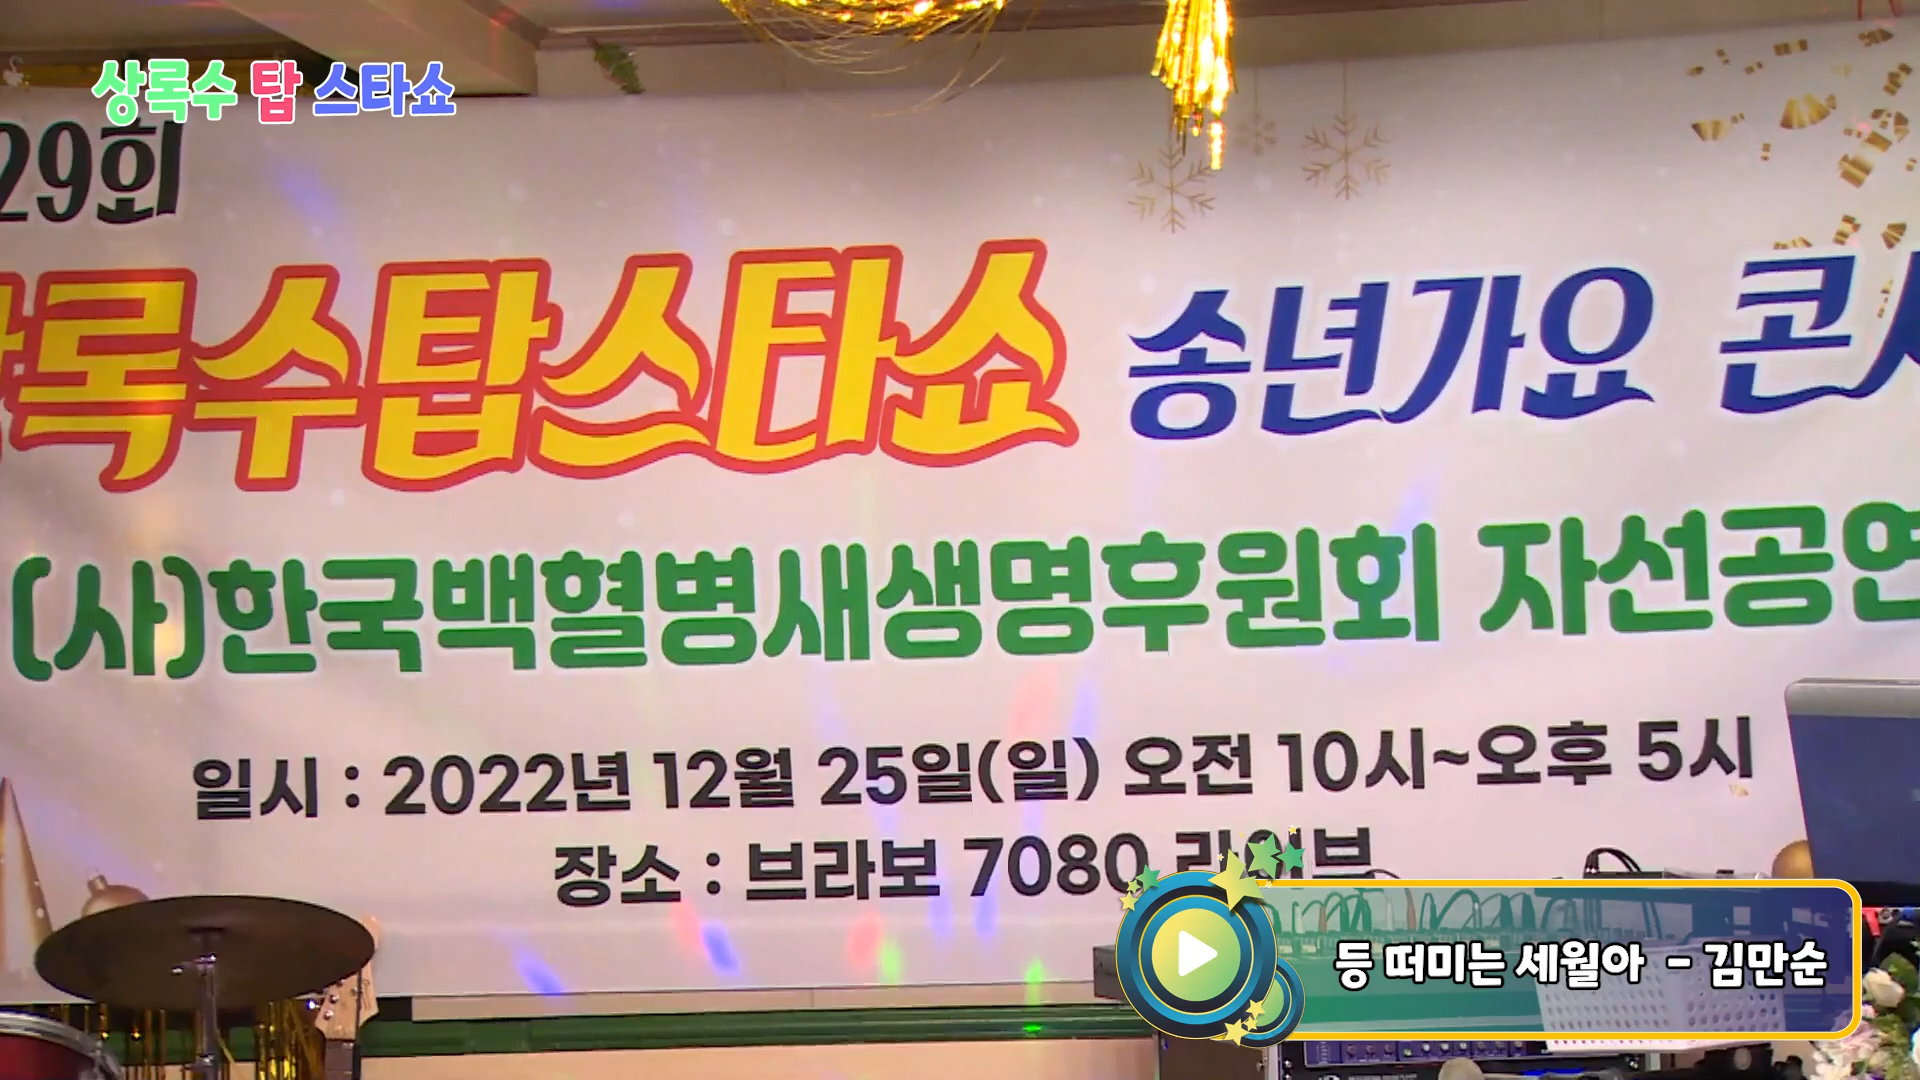 상록수 탑 스타쇼
29회
록수탑스타쇼 송년가요 콘
(사)한국백혈병새생명후원회 자선공연
일시 : 2022년 12월 25일(일) 오전 10시~오후 5시
장소 : 브라보 7080 라이브
등 떠미는 세월아 - 김만순